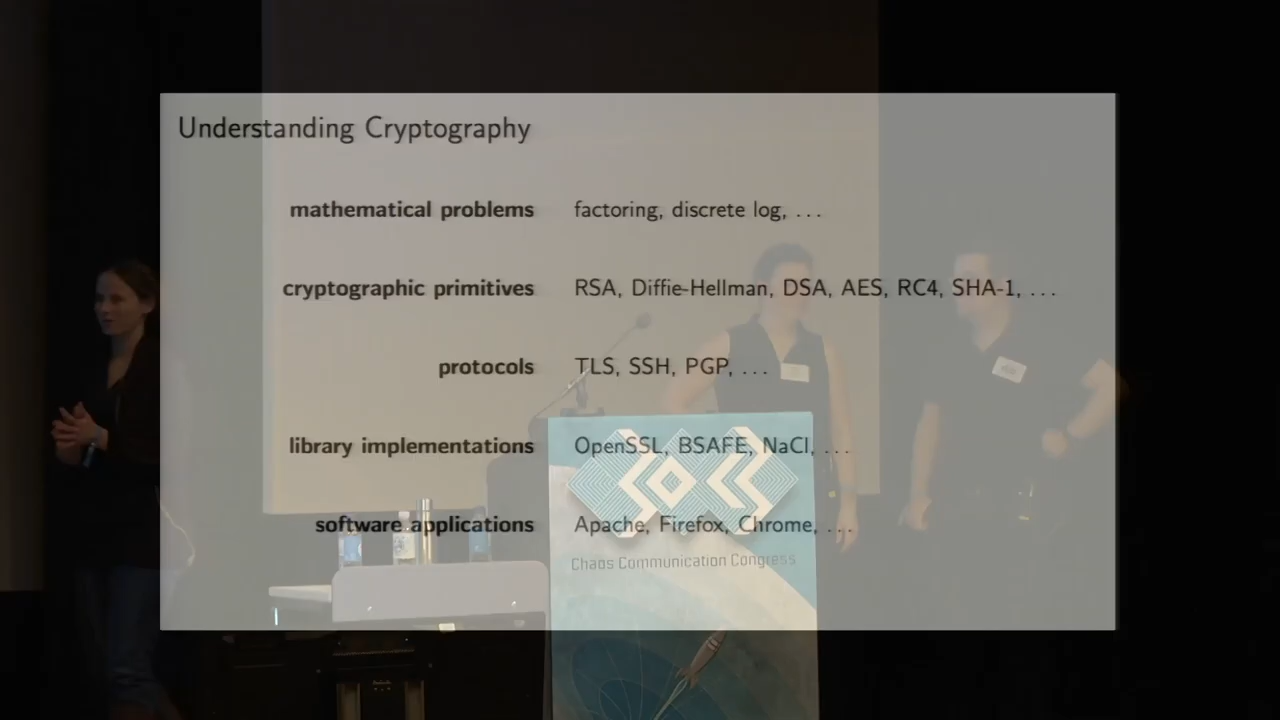 Understanding Cryptography
mathematical problems factoring, discrete log, ...
cryptographic primitives RSA, Diffie-Hellman, DSA, AES, RC4, SHA-1, ...
protocols TLS, SSH, PGP, ...
library implementations OpenSSL, BSAFE, NaCl, ...
software applications Apache, Firefox, Chrome, ...
Chaos Communication Congress